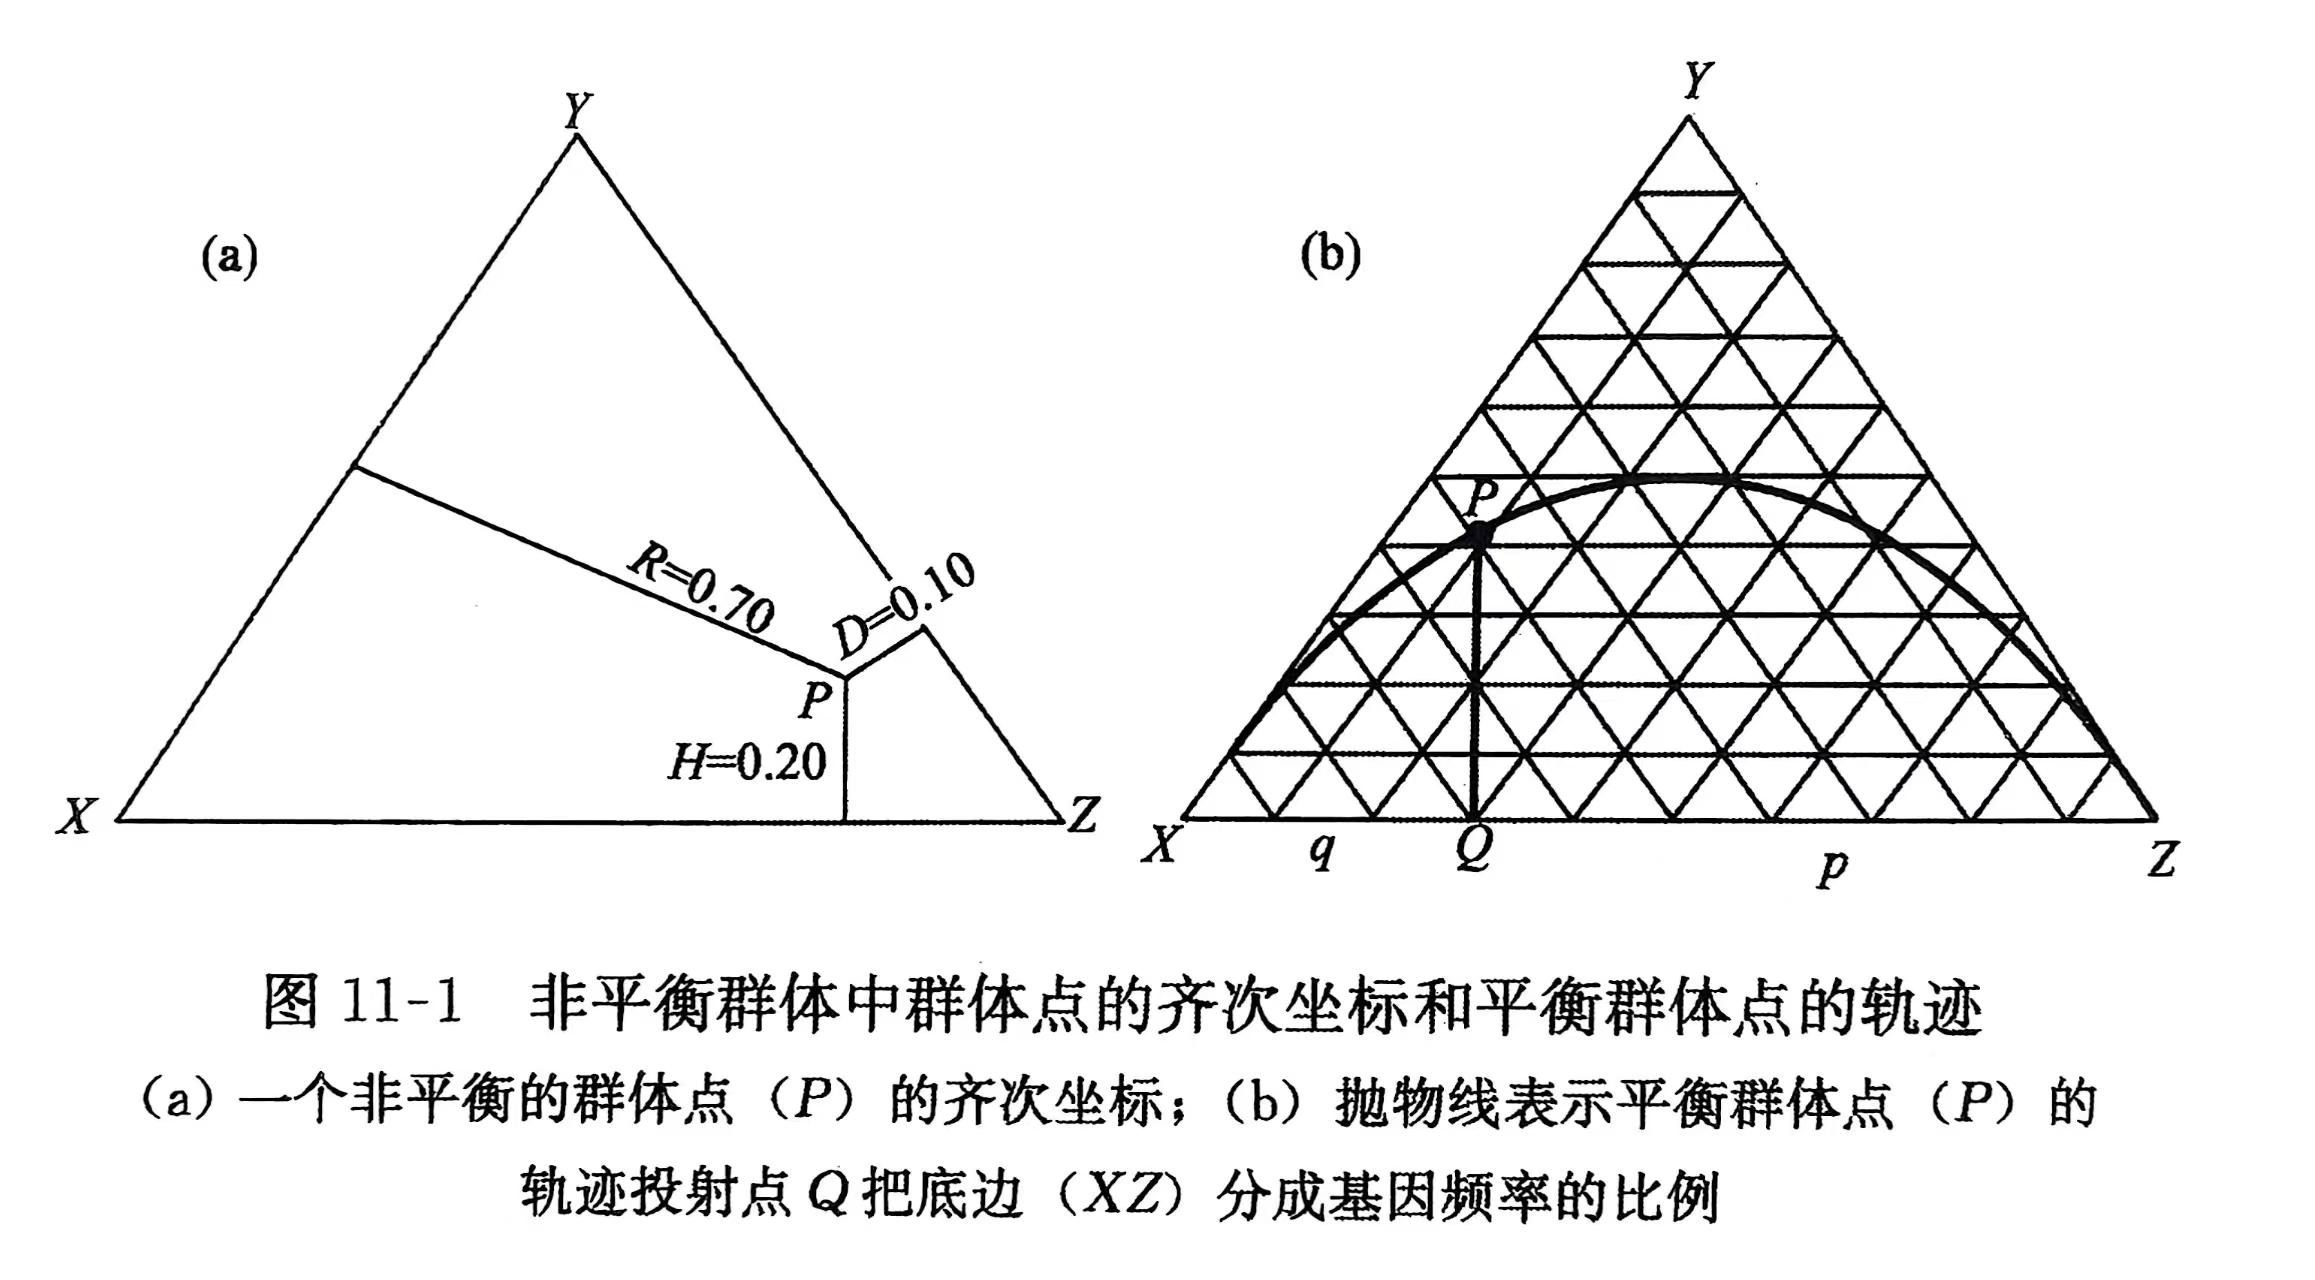 Y
(a)
R=0.70
D=0.10
P
H=0.20
X
Z
Y
(b)
P
X
q
Q
p
Z
图 11-1 非平衡群体中群体点的齐次坐标和平衡群体点的轨迹
(a) 一个非平衡的群体点（P）的齐次坐标；(b) 抛物线表示平衡群体点（P）的
轨迹投射点 Q 把底边（XZ）分成基因频率的比例